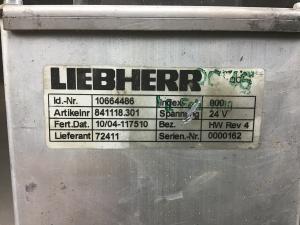 LIEBHERR
Id.-Nr. 10664486 Index 800
Artikelnr 841118.301 Spannung 24 V
Fert.Dat. 10/04-117510 Bez. HW Rev 4
Lieferant 72411 Serien.-Nr. 0000162